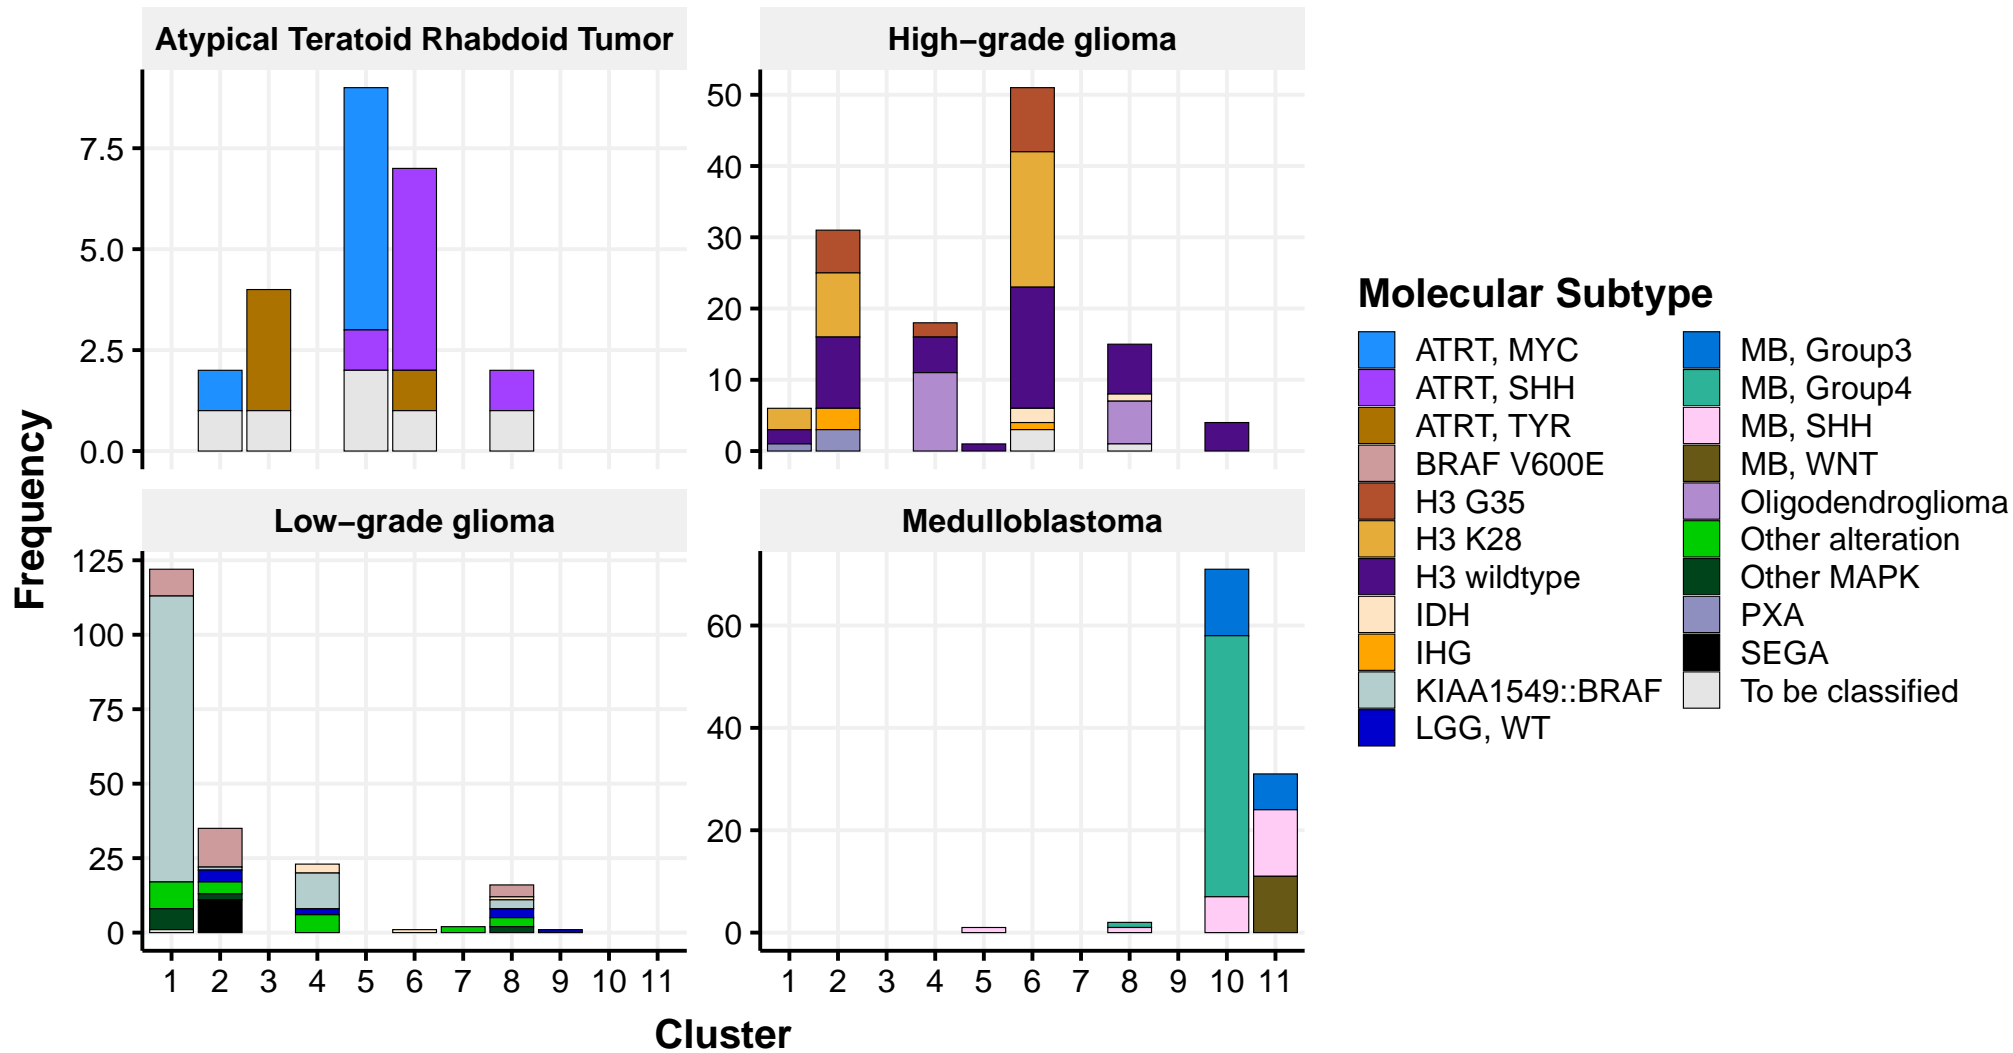 Atypical Teratoid Rhabdoid Tumor
High−grade glioma
7.5
5.0
2.5
0.0
50
40
30
20
10
0
Low−grade glioma
Medulloblastoma
125
100
75
50
25
0
60
40
20
0
1 2 3 4 5 6 7 8 9 10 11
1 2 3 4 5 6 7 8 9 10 11
Frequency
Cluster
Molecular Subtype
ATRT, MYC
ATRT, SHH
ATRT, TYR
BRAF V600E
H3 G35
H3 K28
H3 wildtype
IDH
IHG
KIAA1549::BRAF
LGG, WT
MB, Group3
MB, Group4
MB, SHH
MB, WNT
Oligodendroglioma
Other alteration
Other MAPK
PXA
SEGA
To be classified